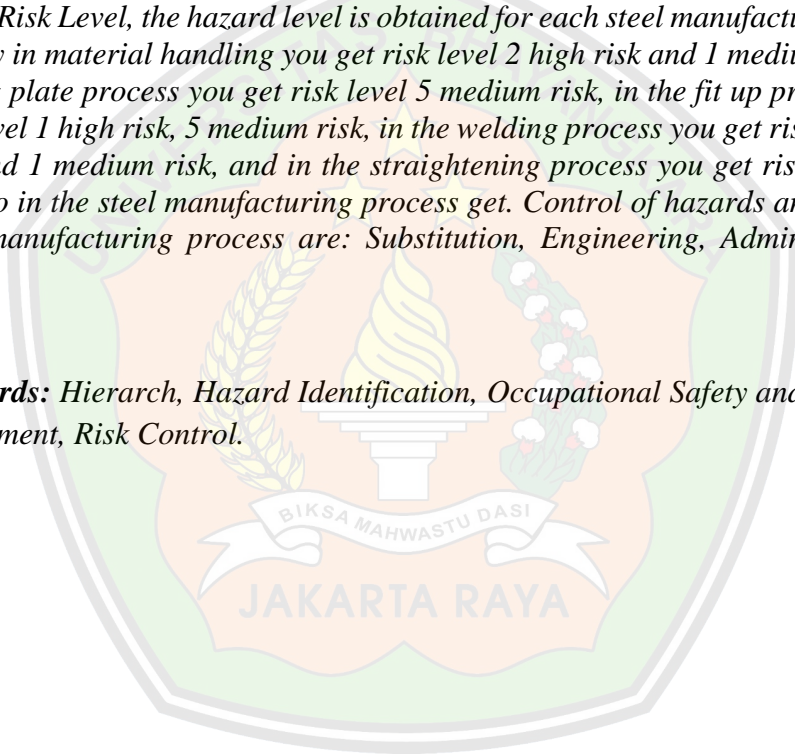 Risk Level, the hazard level is obtained for each steel manufactu
in material handling you get risk level 2 high risk and 1 mediu
plate process you get risk level 5 medium risk, in the fit up pr
vel 1 high risk, 5 medium risk, in the welding process you get ris
nd 1 medium risk, and in the straightening process you get ris
o in the steel manufacturing process get. Control of hazards an
manufacturing process are: Substitution, Engineering, Admin
rds: Hierarch, Hazard Identification, Occupational Safety and
ment, Risk Control.
UNIVERSITAS BHAYANGKARA
BIKSA MAHWASTU DASI
JAKARTA RAYA